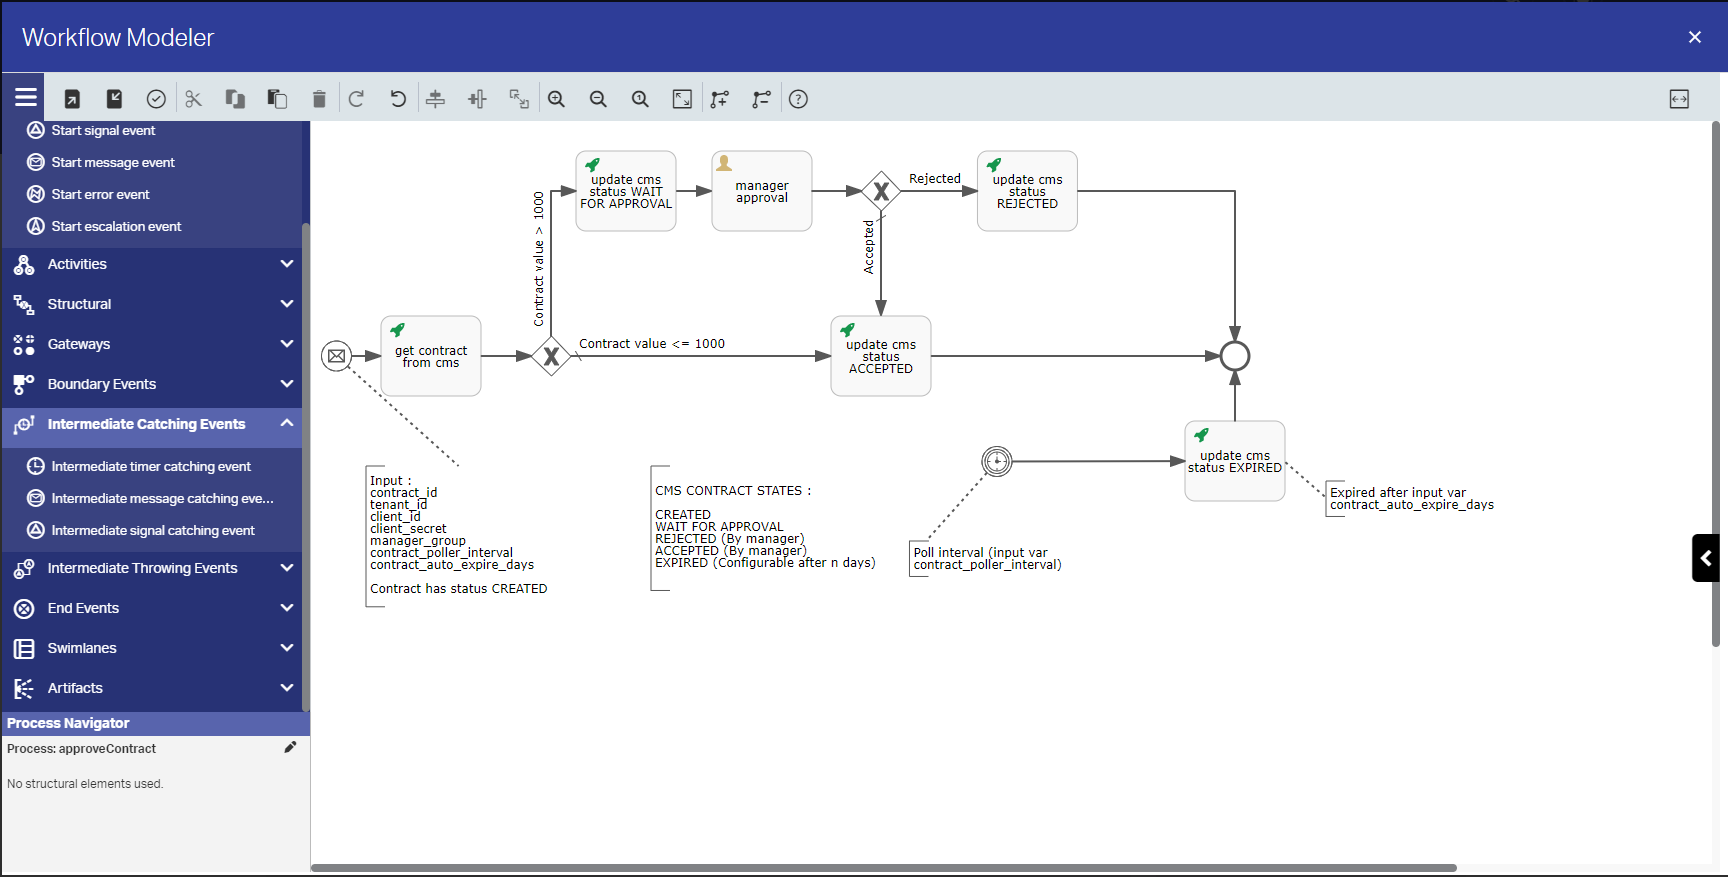 Workflow Modeler
Start signal event
Start message event
Start error event
Start escalation event
Activities
Structural
Gateways
Boundary Events
Intermediate Catching Events
Intermediate timer catching event
Intermediate message catching eve...
Intermediate signal catching event
Intermediate Throwing Events
End Events
Swimlanes
Artifacts
Process Navigator
Process: approveContract
No structural elements used.
update cms
status WAIT
FOR APPROVAL
manager
approval
X
Rejected
update cms
status
REJECTED
Contract value > 1000
Accepted
get contract
from cms
X
Contract value <= 1000
update cms
status
ACCEPTED
update cms
status EXPIRED
Input :
contract_id
tenant_id
client_id
client_secret
manager_group
contract_poller_interval
contract_auto_expire_days
Contract has status CREATED
CMS CONTRACT STATES :
CREATED
WAIT FOR APPROVAL
REJECTED (By manager)
ACCEPTED (By manager)
EXPIRED (Configurable after n days)
Poll interval (input var
contract_poller_interval)
Expired after input var
contract_auto_expire_days